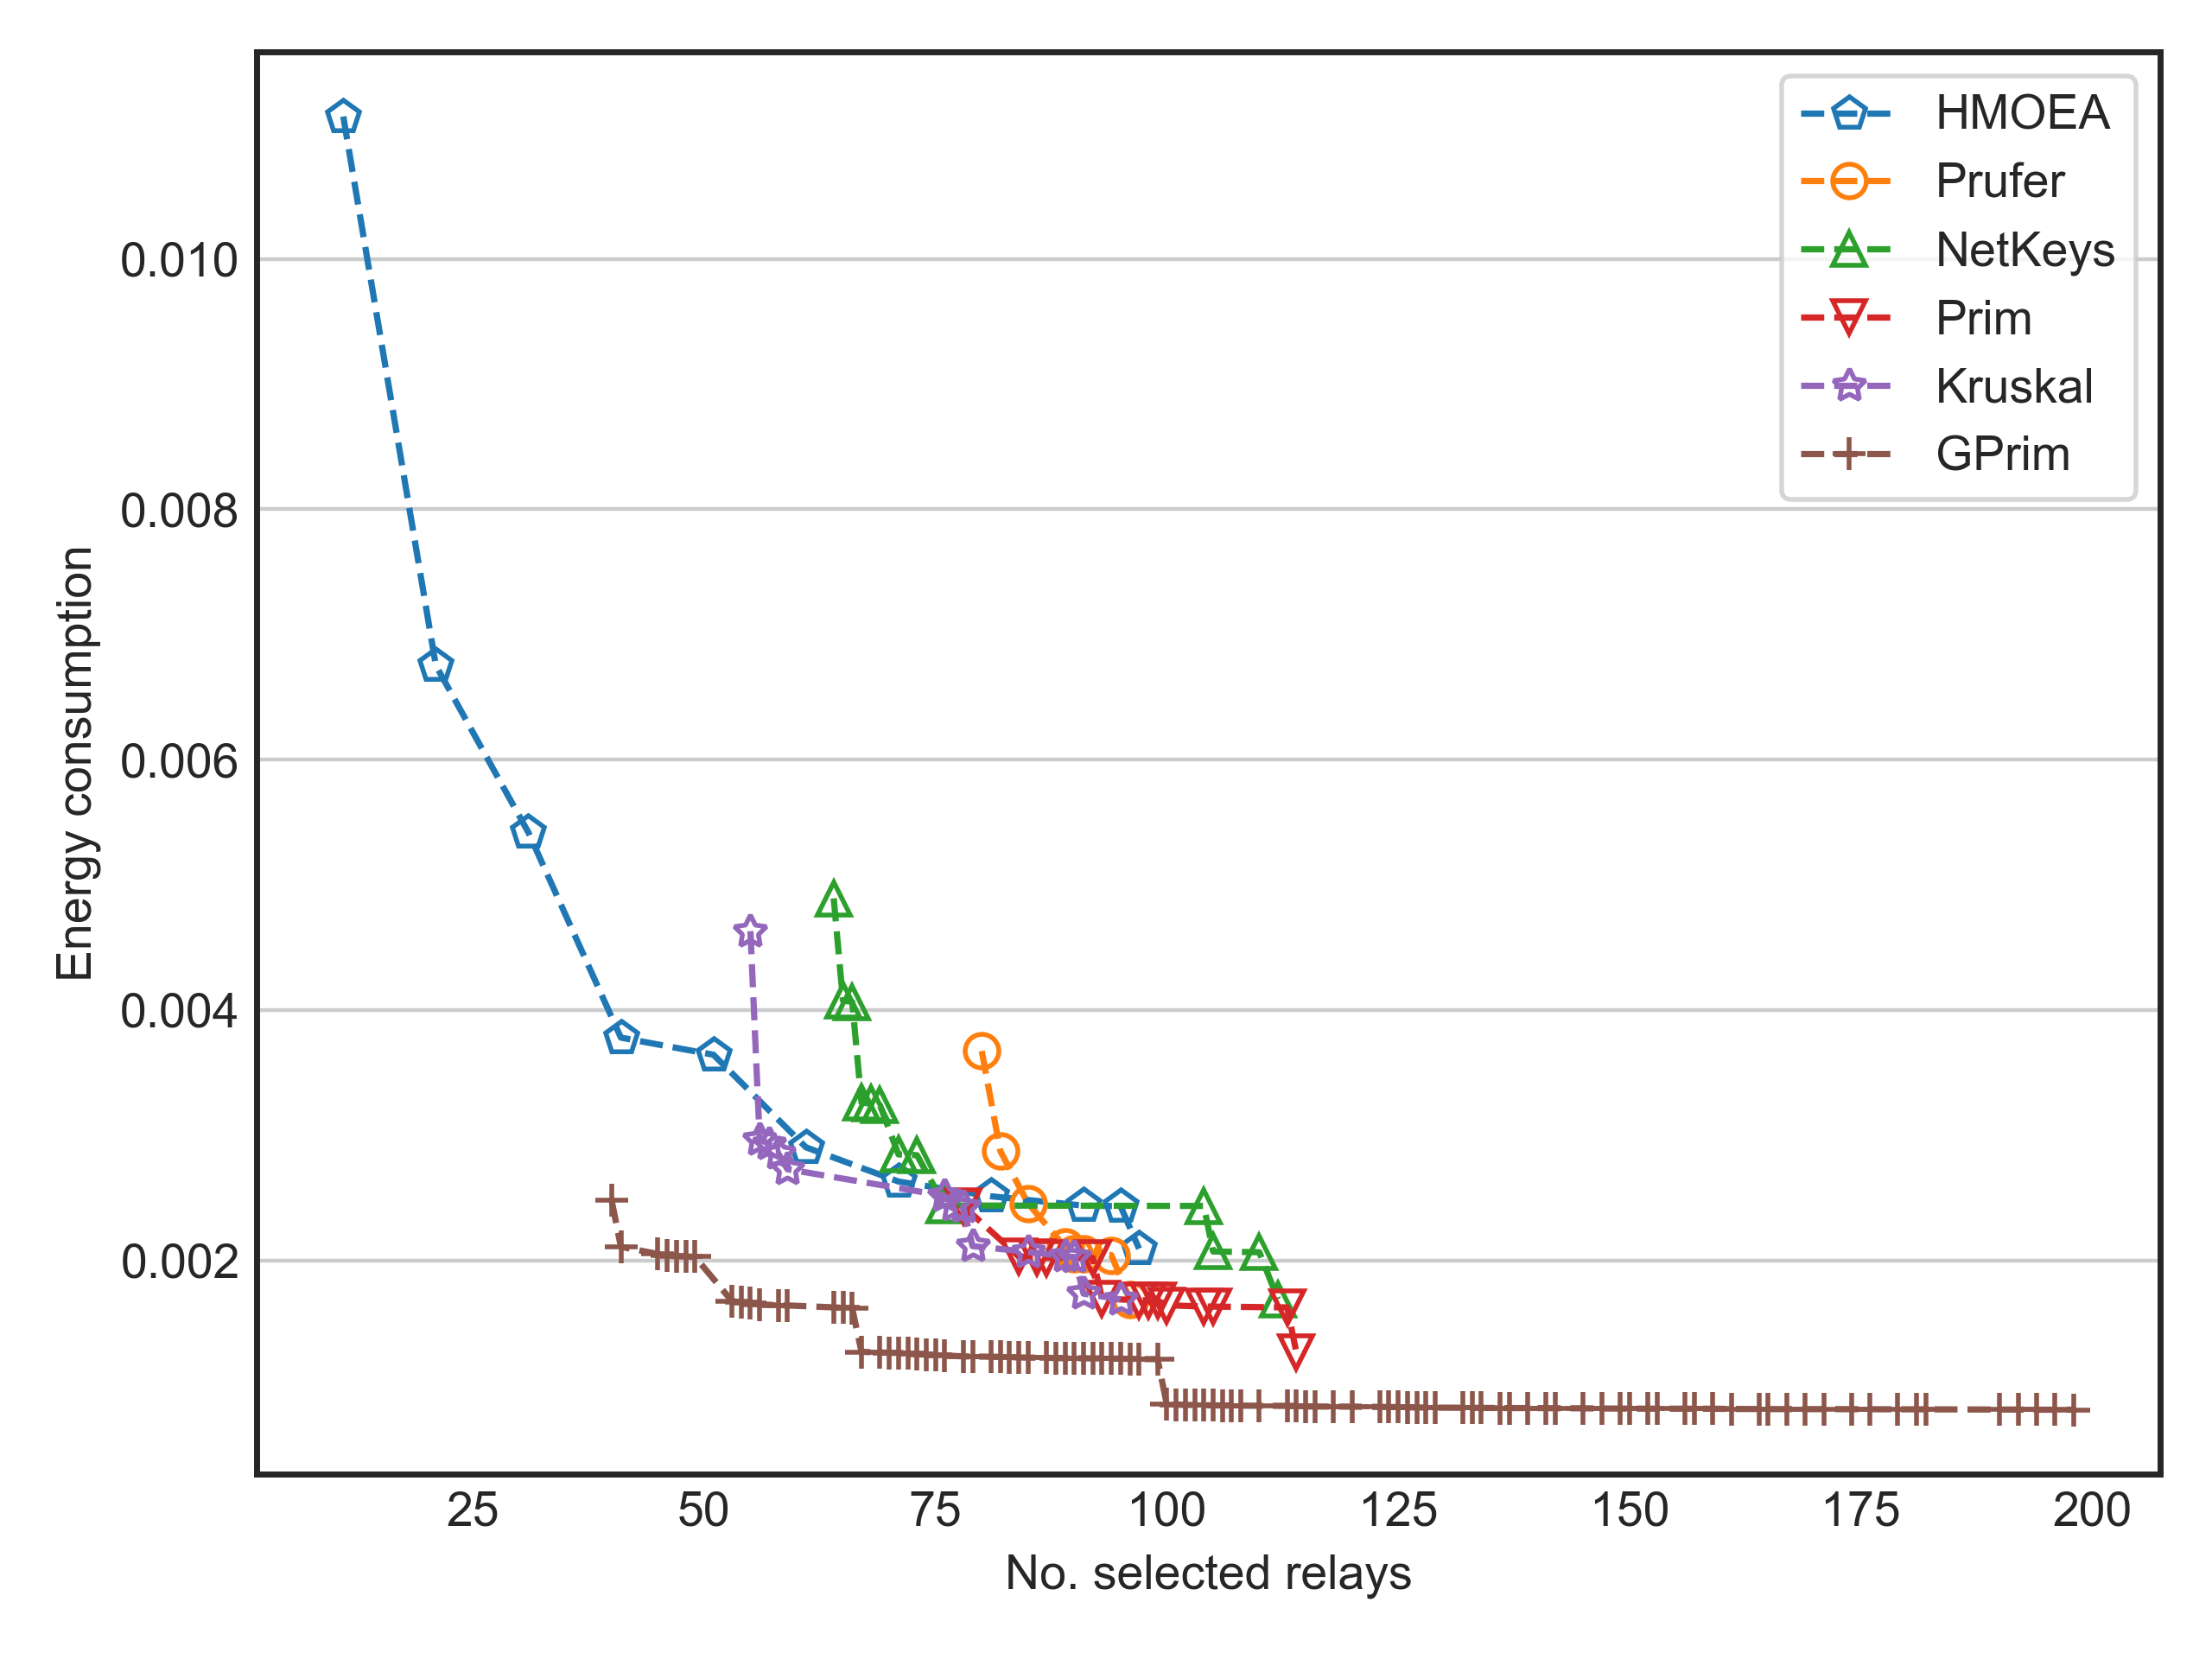 HMOEA
Prufer
NetKeys
Prim
Kruskal
GPrim
0.010
0.008
0.006
0.004
0.002
Energy consumption
25 50 75 100 125 150 175 200
No. selected relays